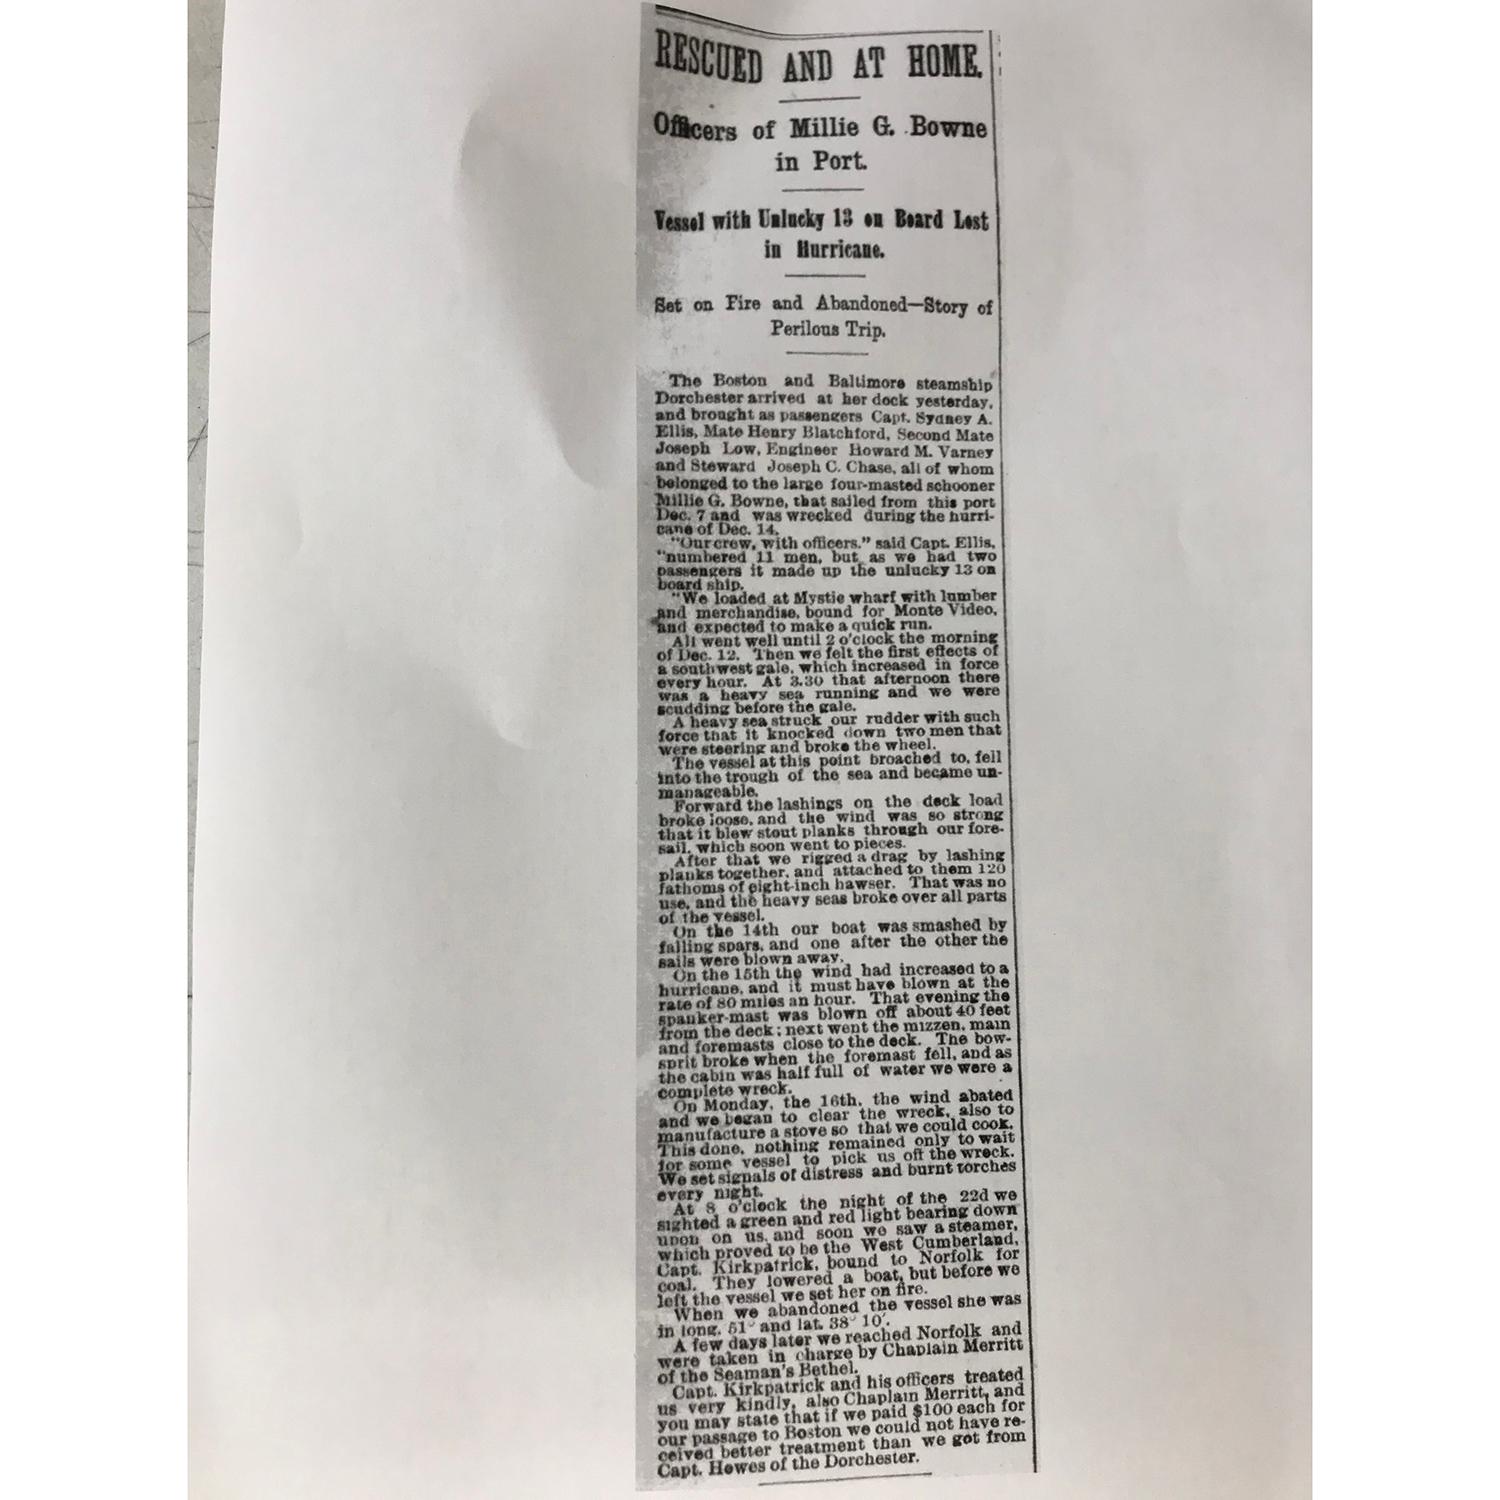 RESCUED AND AT HOME.
Officers of Millie G. Bowne
in Port.
Vessel with Unlucky 13 on Board Lost
in Hurricane.
Set on Fire and Abandoned—Story of
Perilous Trip.
The Boston and Baltimore steamship
Dorchester arrived at her dock yesterday,
and brought as passengers Capt. Sydney A.
Ellis, Mate Henry Blatchford, Second Mate
Joseph Low, Engineer Howard M. Varney
and Steward Joseph C. Chase, all of whom
belonged to the large four-masted schooner
Millie G. Bowne, that sailed from this port
Dec. 7 and was wrecked during the hurri-
cane of Dec. 14.
"Our crew, with officers." said Capt. Ellis,
"numbered 11 men, but as we had two
passengers it made up the unlucky 13 on
board ship.
"We loaded at Mystic wharf with lumber
and merchandise, bound for Monte Video,
and expected to make a quick run.
All went well until 2 o'clock the morning
of Dec. 12. Then we felt the first effects of
a southwest gale, which increased in force
every hour. At 3.30 that afternoon there
was a heavy sea running and we were
scudding before the gale.
A heavy sea struck our rudder with such
force that it knocked down two men that
were steering and broke the wheel.
The vessel at this point broached to, fell
into the trough of the sea and became un-
manageable.
Forward the lashings on the deck load
broke loose, and the wind was so strong
that it blew stout planks through our fore-
sail, which soon went to pieces.
After that we rigged a drag by lashing
planks together, and attached to them 120
fathoms of eight-inch hawser. That was no
use, and the heavy seas broke over all parts
of the vessel.
On the 14th our boat was smashed by
falling spars, and one after the other the
sails were blown away.
On the 15th the wind had increased to a
hurricane, and it must have blown at the
rate of 80 miles an hour. That evening the
spanker-mast was blown off about 40 feet
from the deck; next went the mizzen, main
and foremasts close to the deck. The bow-
sprit broke when the foremast fell, and as
the cabin was half full of water we were a
complete wreck.
On Monday, the 16th, the wind abated
and we began to clear the wreck, also to
manufacture a stove so that we could cook.
This done, nothing remained only to wait
for some vessel to pick us off the wreck.
We set signals of distress and burnt torches
every night.
At 8 o'clock the night of the 22d we
sighted a green and red light bearing down
upon on us, and soon we saw a steamer,
which proved to be the West Cumberland,
Capt. Kirkpatrick, bound to Norfolk for
coal. They lowered a boat, but before we
left the vessel we set her on fire.
When we abandoned the vessel she was
in long. 51° and lat. 38° 10'.
A few days later we reached Norfolk and
were taken in charge by Chaplain Merritt
of the Seaman's Bethel.
Capt. Kirkpatrick and his officers treated
us very kindly, also Chaplain Merritt, and
you may state that if we paid $100 each for
our passage to Boston we could not have re-
ceived better treatment than we got from
Capt. Howes of the Dorchester.